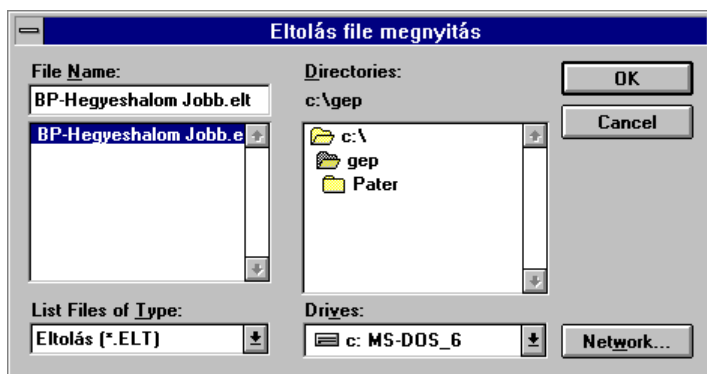 Eltolás file megnyitás
File Name:
BP-Hegyeshalom Jobb.elt
BP-Hegyeshalom Jobb.e
List Files of Type:
Eltolás (*.ELT)
Directories:
c:\gep
c:\
gep
Pater
Drives:
c: MS-DOS_6
OK
Cancel
Network...